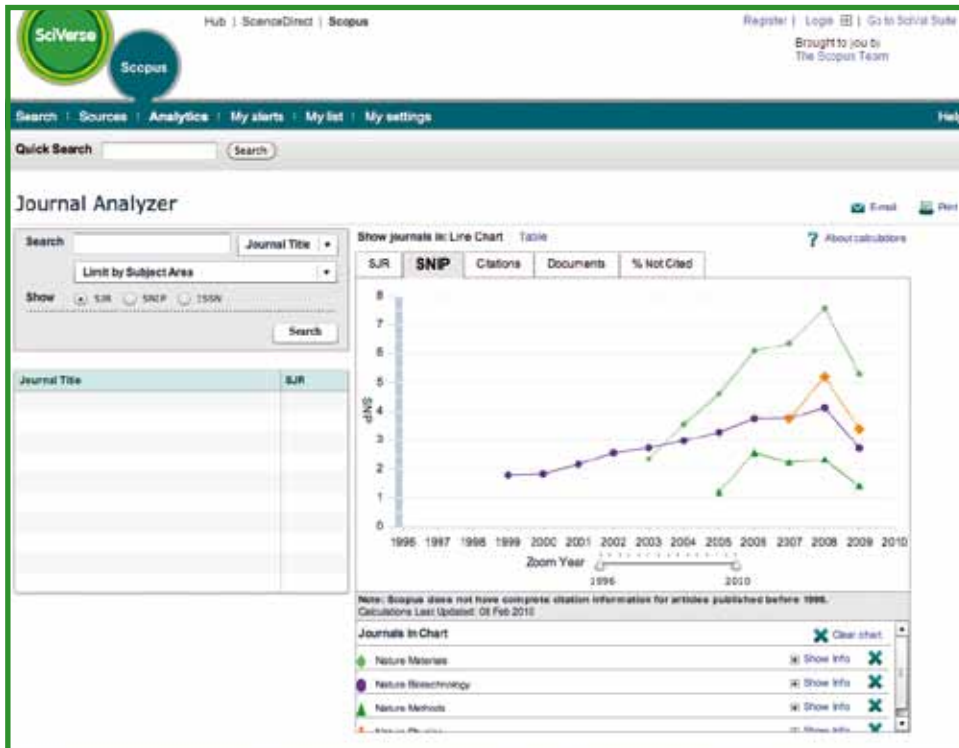 SciVerse
Scopus
Hub | ScienceDirect | Scopus
Register | Login | Go to SciVal Suite
Brought to you by
The Scopus Team
Search | Sources | Analytics | My alerts | My list | My settings
Help
Quick Search
Search
Journal Analyzer
E-mail
Print
Search
Journal Title
Limit by Subject Area
Show SJR SNIP ISSN
Search
Journal Title SJR
Show journals in: Line Chart Table
? About calculations
SJR SNIP Citations Documents % Not Cited
8
7
6
5
4
3
2
1
0
SNIP
1996 1997 1998 1999 2000 2001 2002 2003 2004 2005 2006 2007 2008 2009 2010
Zoom Year
1996 2010
Note: Scopus does not have complete citation information for articles published before 1996.
Calculations Last Updated: 08 Feb 2010
Journals in Chart
Clear chart
Nature Materials Show Info
Nature Biotechnology Show Info
Nature Methods Show Info
Nature Physics Show Info